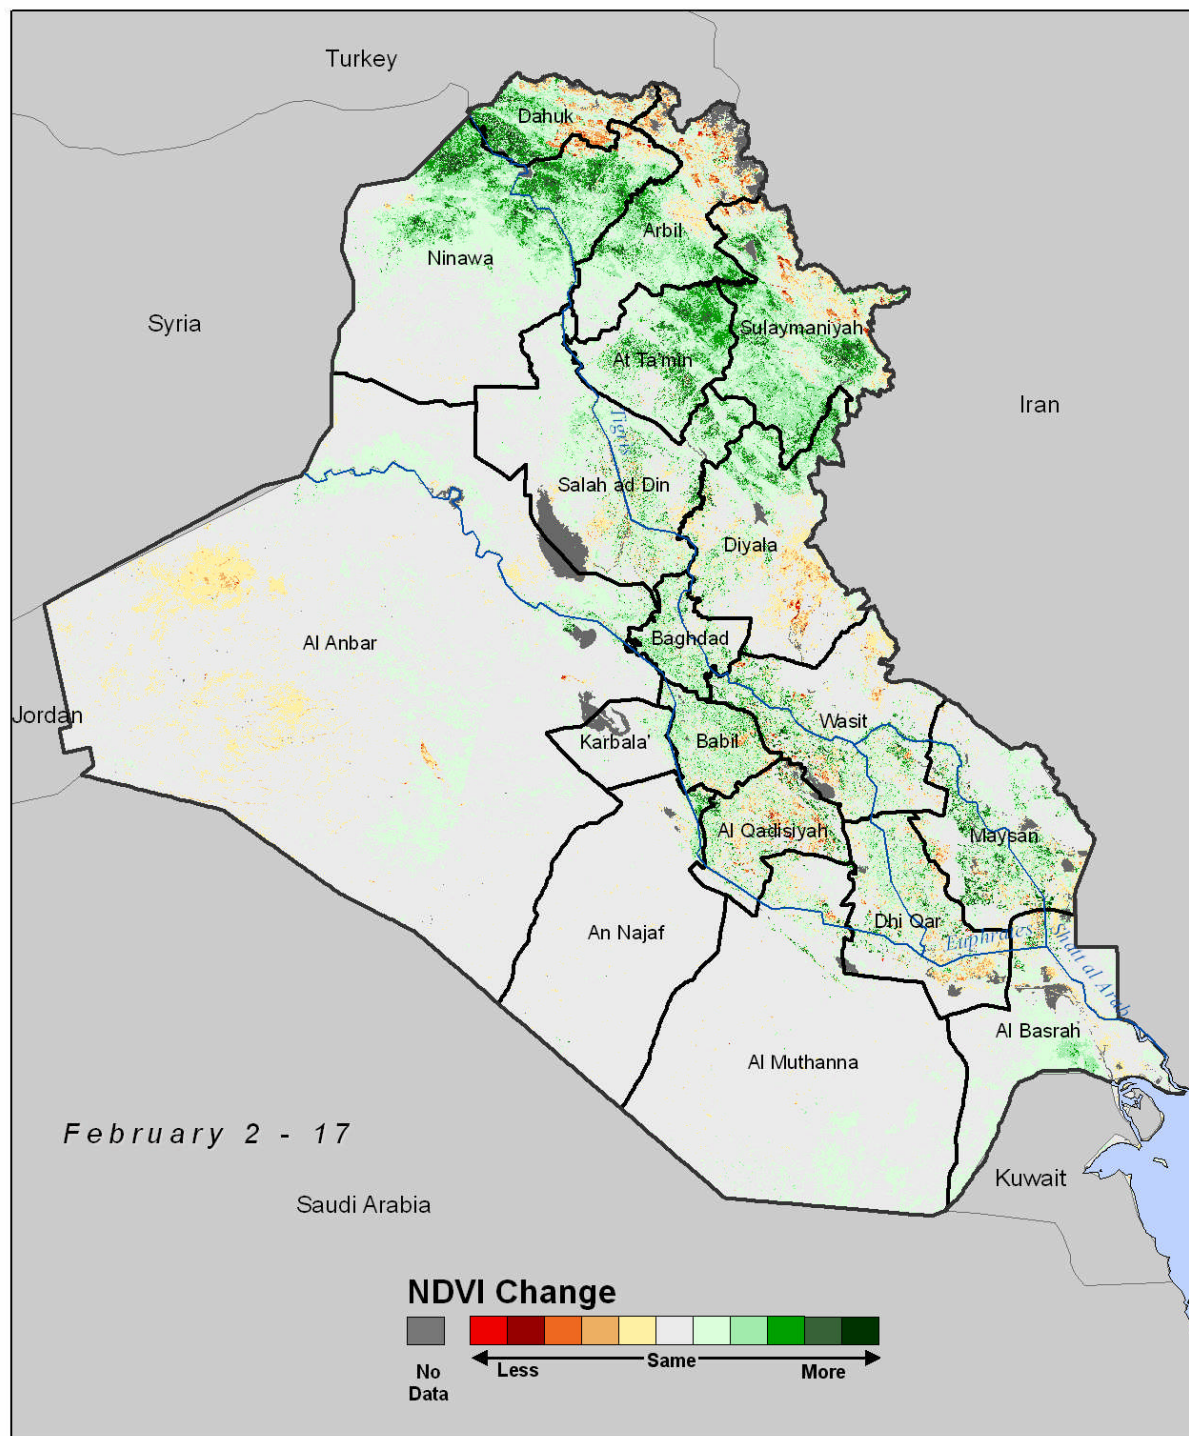 Turkey
Dahuk
Arbil
Ninawa
Syria
Sulaymaniyah
At Ta'min
Iran
Tigris
Salah ad Din
Diyala
Baghdad
Al Anbar
Jordan
Wasit
Karbala'
Babil
Al Qadisiyah
Maysan
Dhi Qar
An Najaf
Euphrates
Shatt al Arab
Al Basrah
Al Muthanna
February 2 - 17
Kuwait
Saudi Arabia
NDVI Change
Same
No
Data
Less
More